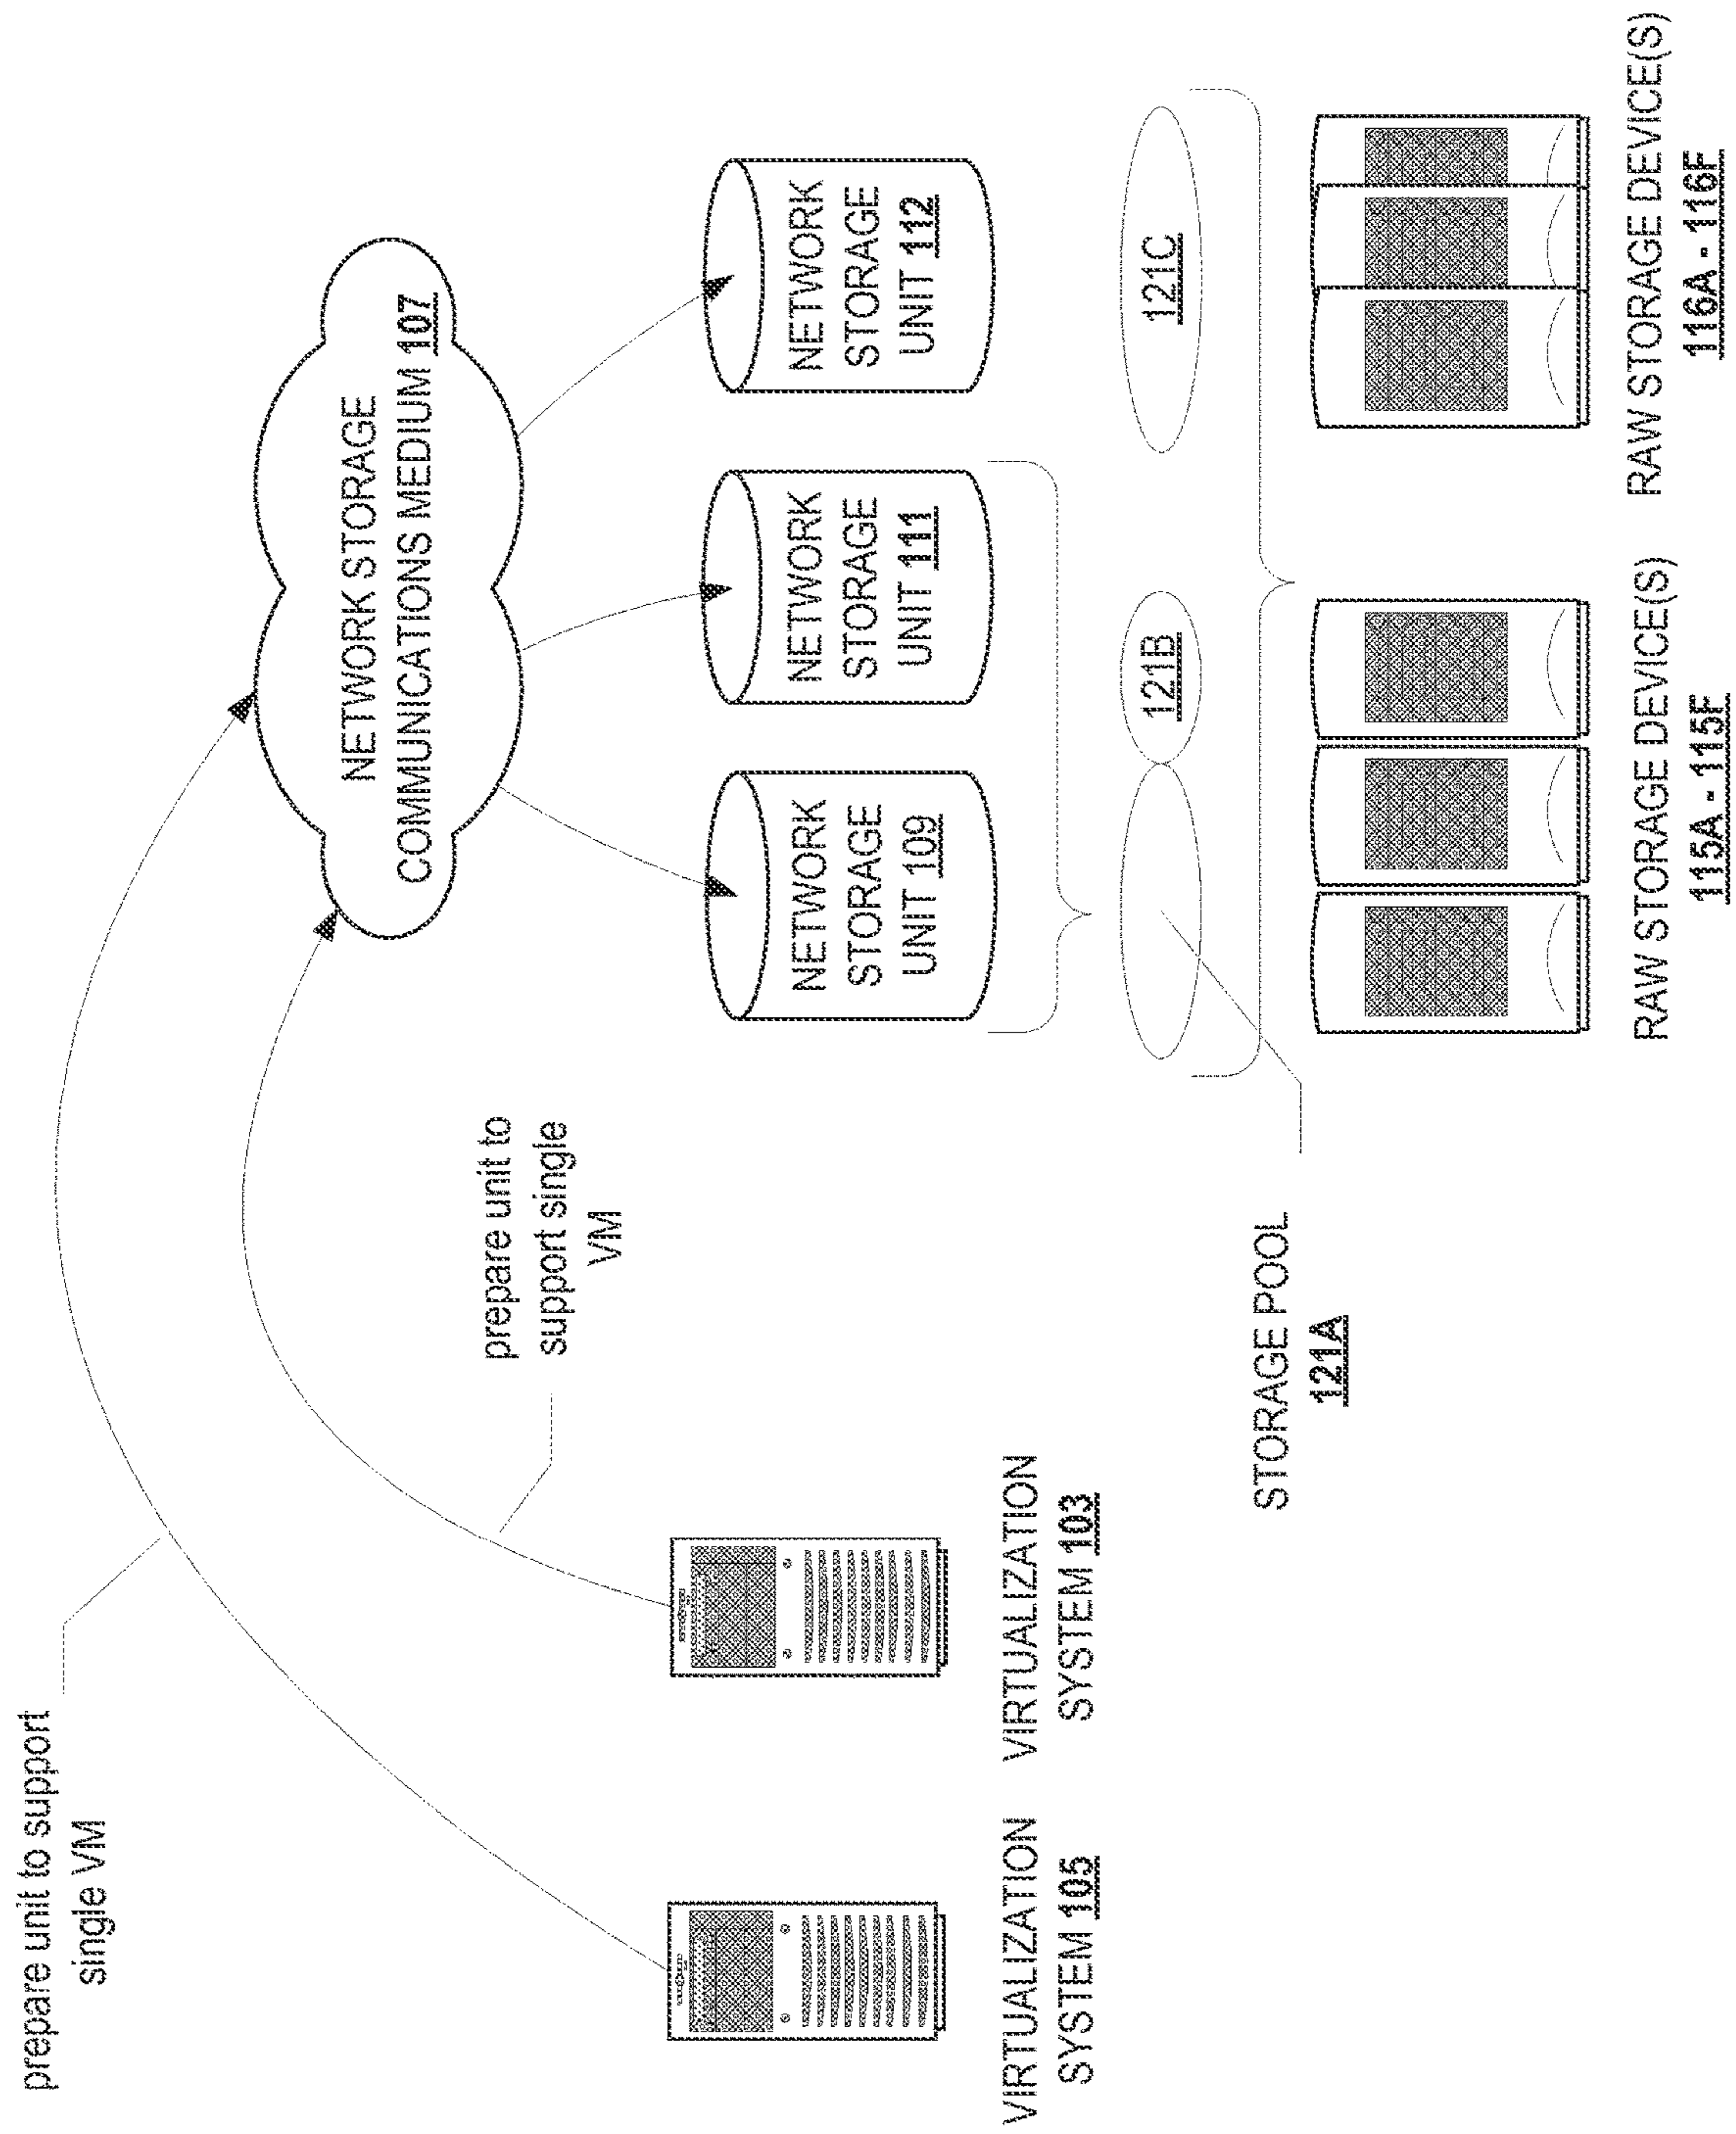 prepare unit to support
single VM
prepare unit to
support single
VM
NETWORK STORAGE
COMMUNICATIONS MEDIUM 107
VIRTUALIZATION
SYSTEM 105
VIRTUALIZATION
SYSTEM 103
NETWORK
STORAGE
UNIT 109
NETWORK
STORAGE
UNIT 111
NETWORK
STORAGE
UNIT 112
STORAGE POOL
121A
121B
121C
RAW STORAGE DEVICE(S)
115A - 115F
RAW STORAGE DEVICE(S)
116A - 116F